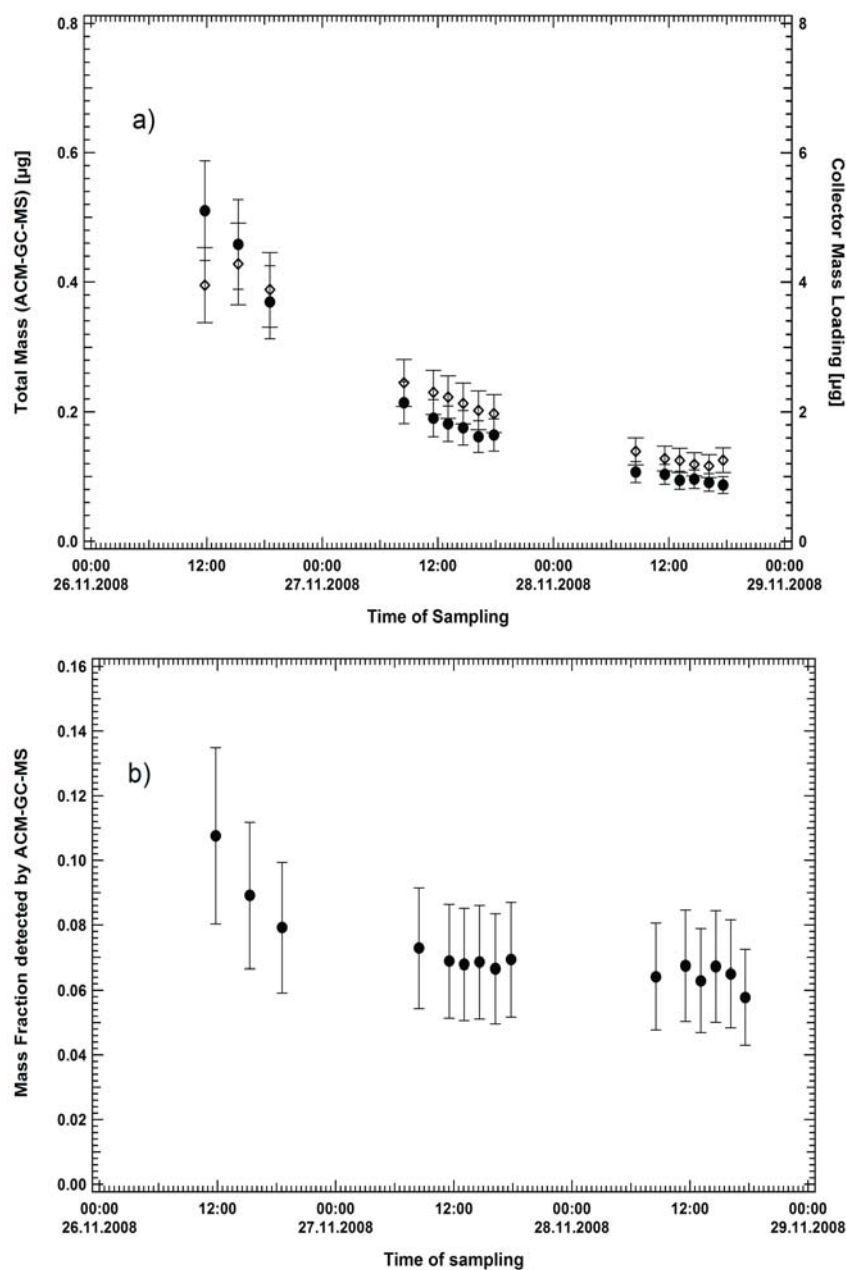 0.8
8
a)
0.6
6
Total Mass (ACM-GC-MS) [µg]
Collector Mass Loading [µg]
0.4
4
0.2
2
0.0
0
00:00 12:00 00:00 12:00 00:00 12:00 00:00
26.11.2008 27.11.2008 28.11.2008 29.11.2008
Time of Sampling
0.16
0.14
b)
0.12
Mass Fraction detected by ACM-GC-MS
0.10
0.08
0.06
0.04
0.02
0.00
00:00 12:00 00:00 12:00 00:00 12:00 00:00
26.11.2008 27.11.2008 28.11.2008 29.11.2008
Time of sampling